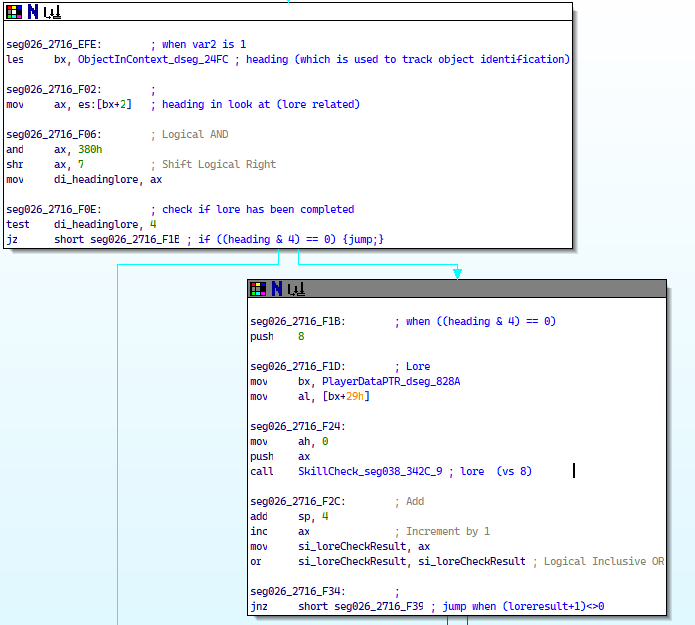 seg026_2716_EFE: ; when var2 is 1
les bx, ObjectInContext_dseg_24FC ; heading (which is used to track object identification)
seg026_2716_F02: ;
mov ax, es:[bx+2] ; heading in look at (lore related)
seg026_2716_F06: ; Logical AND
and ax, 380h
shr ax, 7 ; Shift Logical Right
mov di_headinglore, ax
seg026_2716_F0E: ; check if lore has been completed
test di_headinglore, 4
jz short seg026_2716_F1B ; if ((heading & 4) == 0) {jump;}
seg026_2716_F1B: ; when ((heading & 4) == 0)
push 8
seg026_2716_F1D: ; Lore
mov bx, PlayerDataPTR_dseg_828A
mov al, [bx+29h]
seg026_2716_F24:
mov ah, 0
push ax
call SkillCheck_seg038_342C_9 ; lore (vs 8)
seg026_2716_F2C: ; Add
add sp, 4
inc ax ; Increment by 1
mov si_loreCheckResult, ax
or si_loreCheckResult, si_loreCheckResult ; Logical Inclusive OR
seg026_2716_F34: ;
jnz short seg026_2716_F39 ; jump when (loreresult+1)<>0